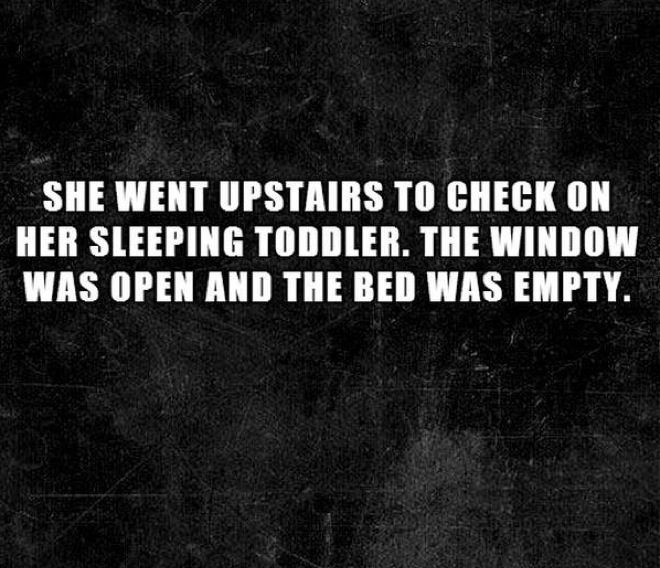 SHE WENT UPSTAIRS TO CHECK ON
HER SLEEPING TODDLER. THE WINDOW
WAS OPEN AND THE BED WAS EMPTY.